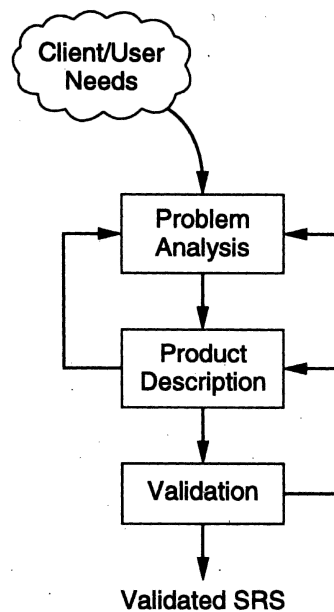 Client/User
Needs
Problem
Analysis
Product
Description
Validation
Validated SRS